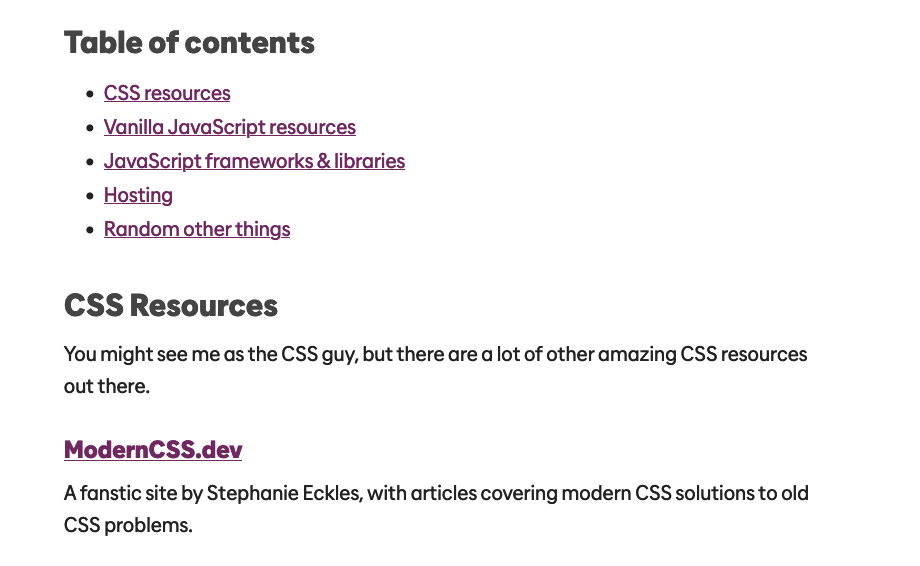 Table of contents
CSS resources
Vanilla JavaScript resources
JavaScript frameworks & libraries
Hosting
Random other things
CSS Resources
You might see me as the CSS guy, but there are a lot of other amazing CSS resources
out there.
ModernCSS.dev
A fanstic site by Stephanie Eckles, with articles covering modern CSS solutions to old
CSS problems.